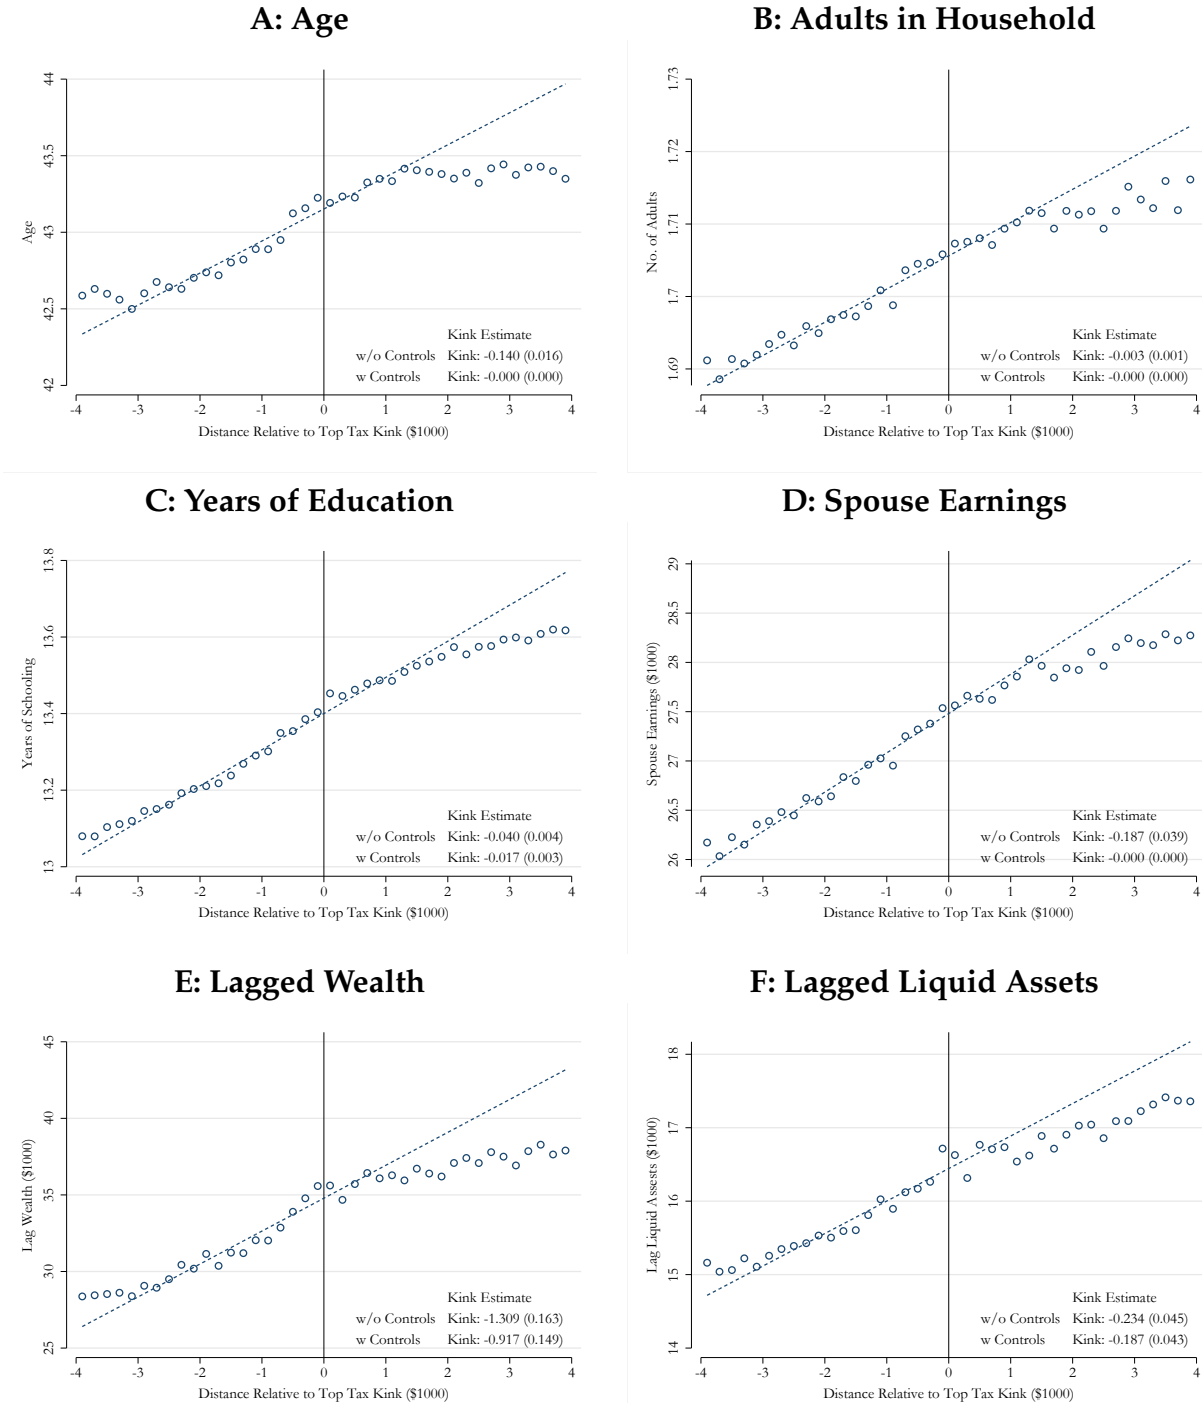 A: Age
44
43.5
43
42.5
42
Age
Kink Estimate
w/o Controls Kink: -0.140 (0.016)
w Controls Kink: -0.000 (0.000)
-4 -3 -2 -1 0 1 2 3 4
Distance Relative to Top Tax Kink ($1000)
B: Adults in Household
1.73
1.72
1.71
1.7
1.69
No. of Adults
Kink Estimate
w/o Controls Kink: -0.003 (0.001)
w Controls Kink: -0.000 (0.000)
-4 -3 -2 -1 0 1 2 3 4
Distance Relative to Top Tax Kink ($1000)
C: Years of Education
13.8
13.6
13.4
13.2
13
Years of Schooling
Kink Estimate
w/o Controls Kink: -0.040 (0.004)
w Controls Kink: -0.017 (0.003)
-4 -3 -2 -1 0 1 2 3 4
Distance Relative to Top Tax Kink ($1000)
D: Spouse Earnings
29
28.5
28
27.5
27
26.5
26
Spouse Earnings ($1000)
Kink Estimate
w/o Controls Kink: -0.187 (0.039)
w Controls Kink: -0.000 (0.000)
-4 -3 -2 -1 0 1 2 3 4
Distance Relative to Top Tax Kink ($1000)
E: Lagged Wealth
45
40
35
30
25
Lag Wealth ($1000)
Kink Estimate
w/o Controls Kink: -1.309 (0.163)
w Controls Kink: -0.917 (0.149)
-4 -3 -2 -1 0 1 2 3 4
Distance Relative to Top Tax Kink ($1000)
F: Lagged Liquid Assets
18
17
16
15
14
Lag Liquid Assests ($1000)
Kink Estimate
w/o Controls Kink: -0.234 (0.045)
w Controls Kink: -0.187 (0.043)
-4 -3 -2 -1 0 1 2 3 4
Distance Relative to Top Tax Kink ($1000)